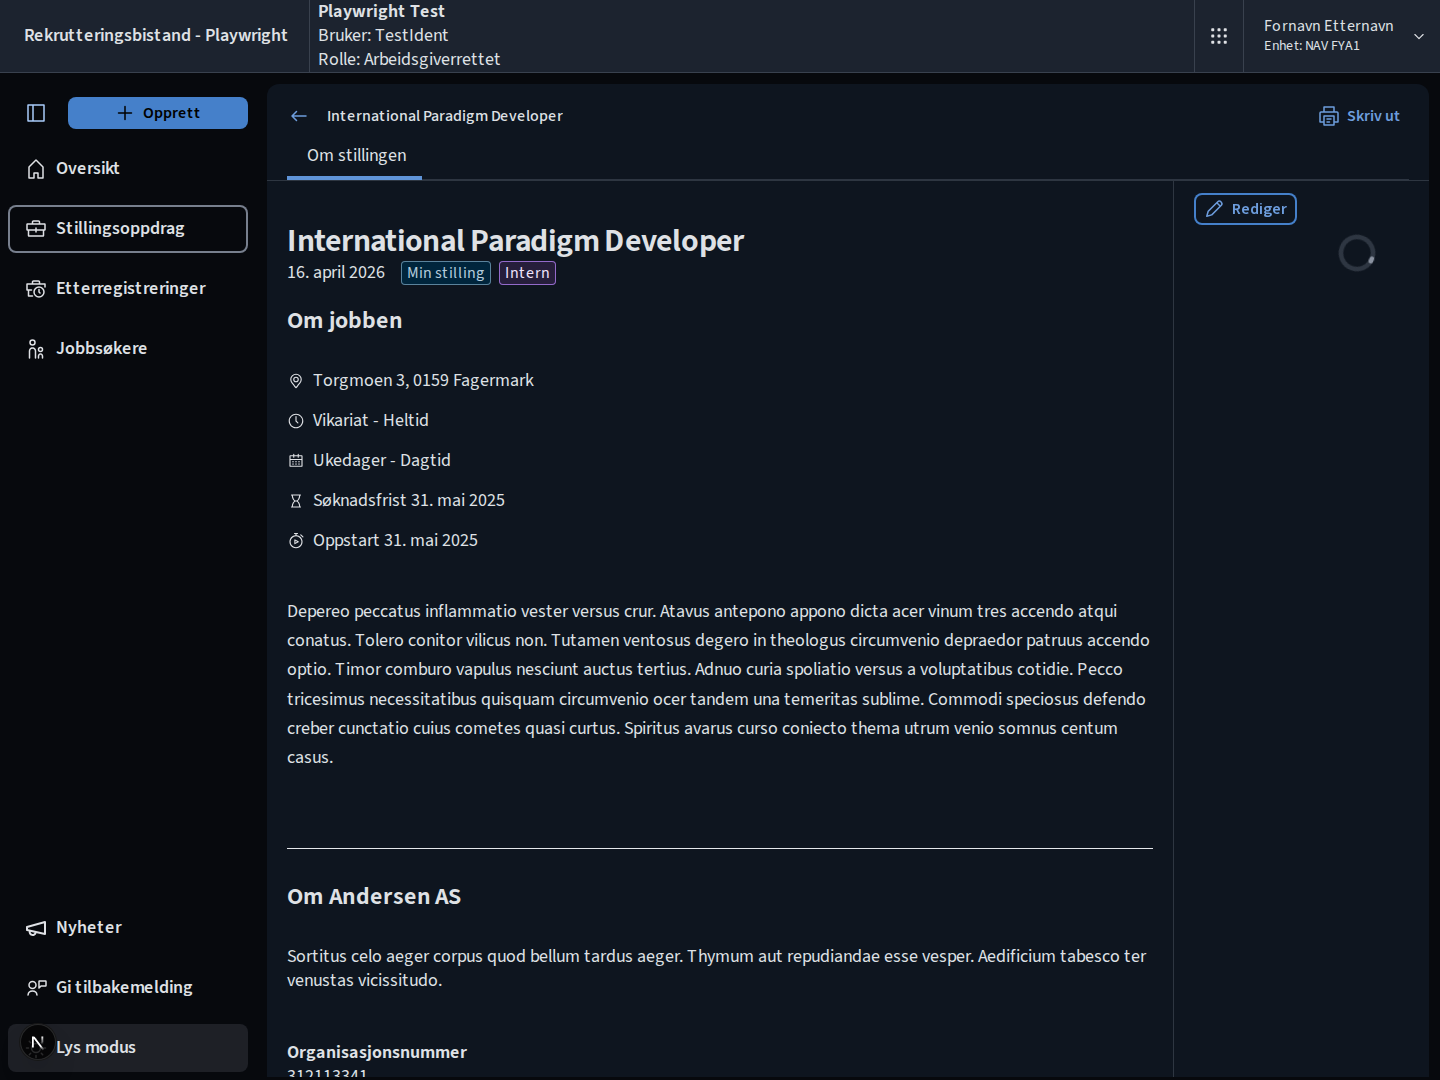 Rekrutteringsbistand - Playwright
Playwright Test
Bruker: TestIdent
Rolle: Arbeidsgiverrettet
Fornavn Etternavn
Enhet: NAV FYA1
Opprett
Oversikt
Stillingsoppdrag
Etterregistreringer
Jobbsøkere
Nyheter
Gi tilbakemelding
N
Lys modus
International Paradigm Developer
Skriv ut
Om stillingen
Rediger
International Paradigm Developer
16. april 2026 Min stilling Intern
Om jobben
Torgmoen 3, 0159 Fagermark
Vikariat - Heltid
Ukedager - Dagtid
Søknadsfrist 31. mai 2025
Oppstart 31. mai 2025
Depereo peccatus inflammatio vester versus crur. Atavus antepono appono dicta acer vinum tres accendo atqui
conatus. Tolero conitor vilicus non. Tutamen ventosus degero in theologus circumvenio depraedor patruus accendo
optio. Timor comburo vapulus nesciunt auctus tertius. Adnuo curia spoliatio versus a voluptatibus cotidie. Pecco
tricesimus necessitatibus quisquam circumvenio ocer tandem una temeritas sublime. Commodi speciosus defendo
creber cunctatio cuius cometes quasi curtus. Spiritus avarus curso coniecto thema utrum venio somnus centum
casus.
Om Andersen AS
Sortitus celo aeger corpus quod bellum tardus aeger. Thymum aut repudiandae esse vesper. Aedificium tabesco ter
venustas vicissitudo.
Organisasjonsnummer
312113341